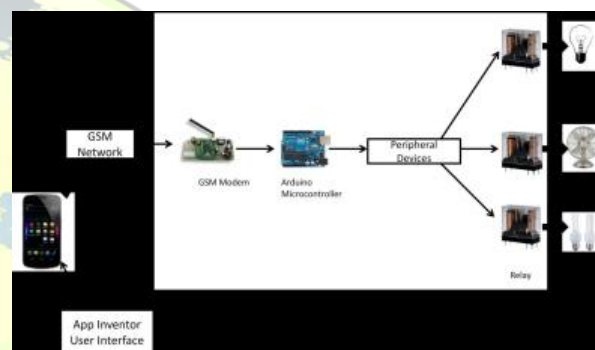 GSM
Network
GSM Modem
Arduino
Microcontroller
Peripheral
Devices
Relay
App Inventor
User Interface